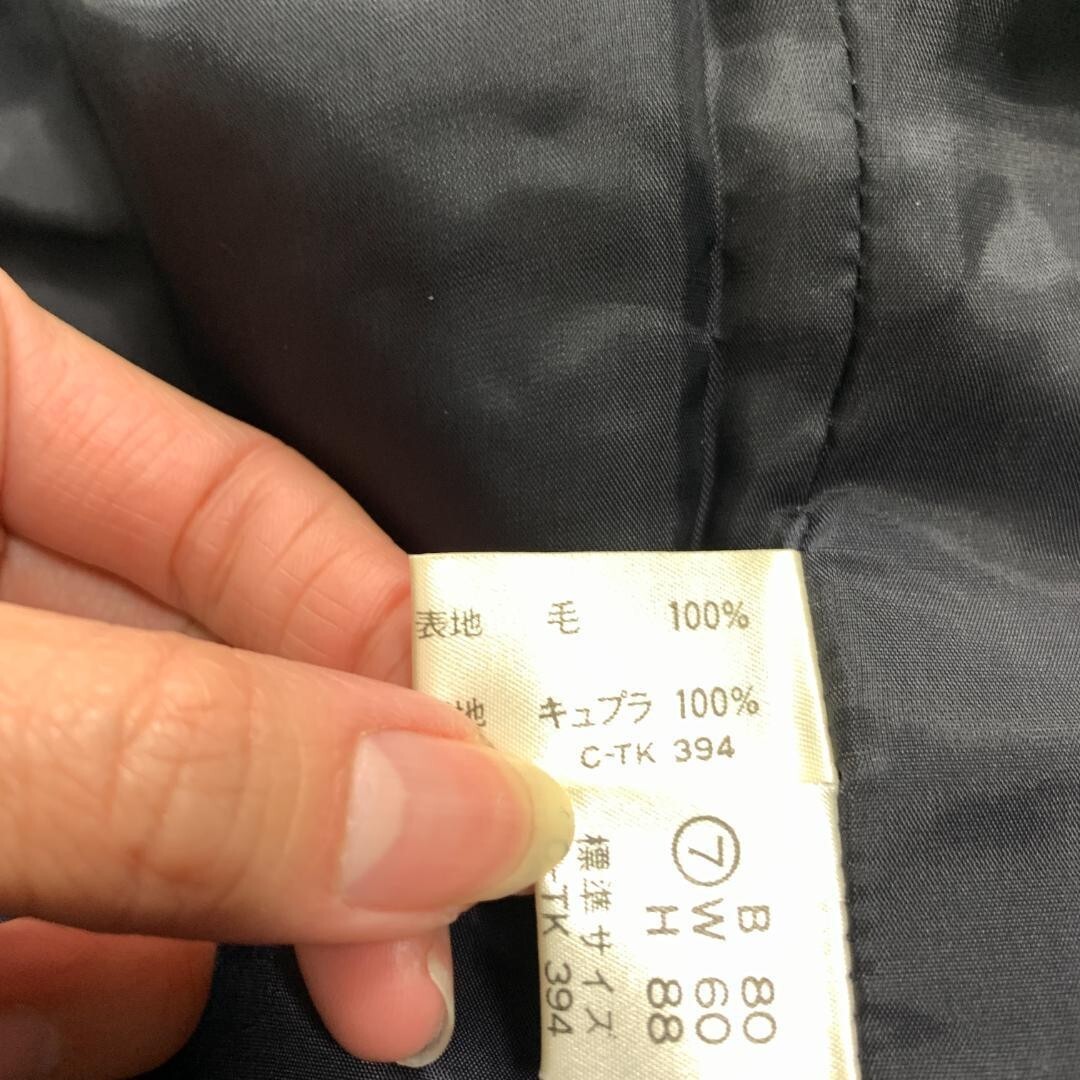 表地 毛 100%
地 キュプラ 100%
C-TK 394
⑦
B 80
W 60
H 88
標準サイズ
-TK 394